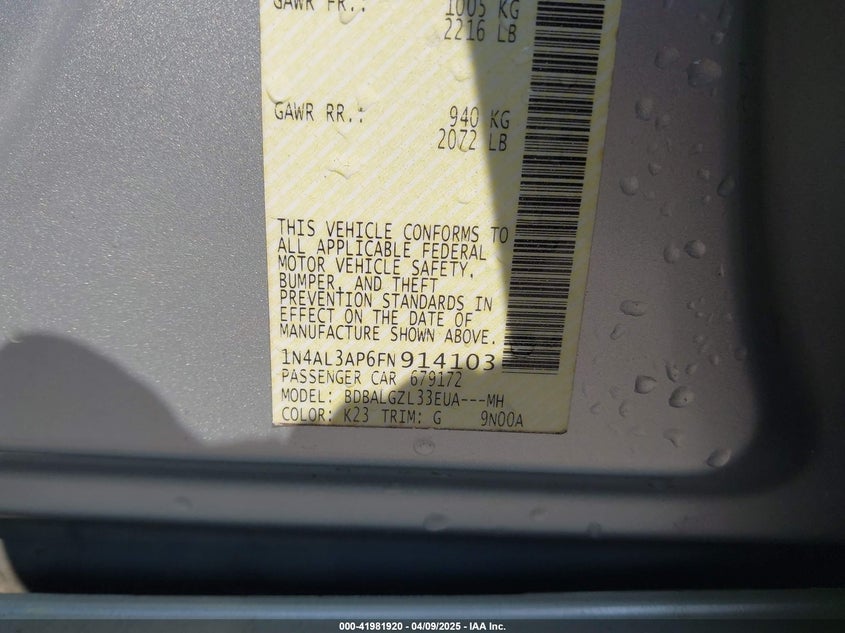 GAWR FR.: 1005 KG
2216 LB
GAWR RR.: 940 KG
2072 LB
THIS VEHICLE CONFORMS TO
ALL APPLICABLE FEDERAL
MOTOR VEHICLE SAFETY,
BUMPER, AND THEFT
PREVENTION STANDARDS IN
EFFECT ON THE DATE OF
MANUFACTURE SHOWN ABOVE.
1N4AL3AP6FN914103
PASSENGER CAR 679172
MODEL: BDBALGZL33EUA---MH
COLOR: K23 TRIM: G 9N00A
000-41981920 - 04/09/2025 - IAA Inc.